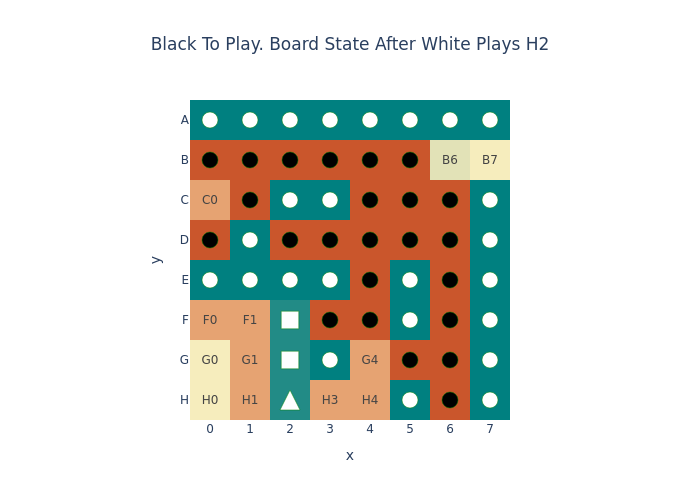 Black To Play. Board State After White Plays H2
A
B B6 B7
C C0
D
E
F F0 F1
G G0 G1 G4
H H0 H1 H3 H4
0 1 2 3 4 5 6 7
x
y